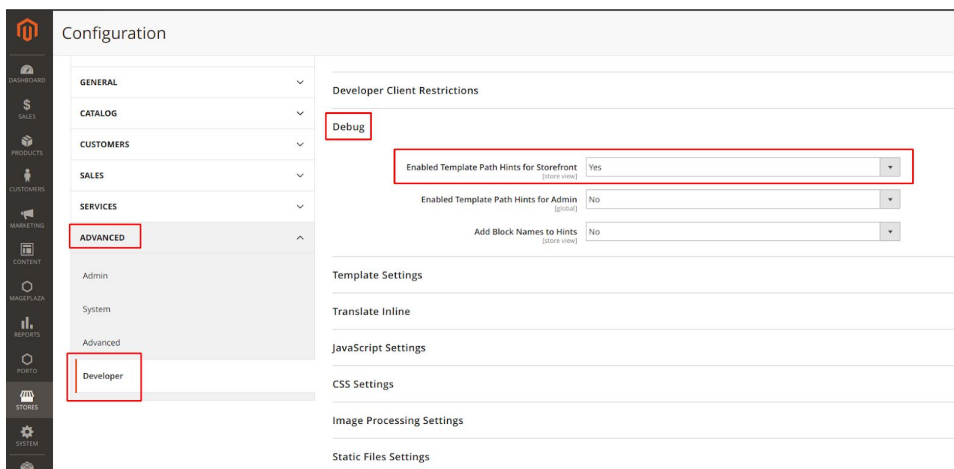 Configuration
DASHBOARD
SALES
PRODUCTS
CUSTOMERS
MARKETING
CONTENT
MAGEPLAZA
REPORTS
PORTO
STORES
SYSTEM
GENERAL
CATALOG
CUSTOMERS
SALES
SERVICES
ADVANCED
Admin
System
Advanced
Developer
Developer Client Restrictions
Debug
Enabled Template Path Hints for Storefront Yes
[store view]
Enabled Template Path Hints for Admin No
[global]
Add Block Names to Hints No
[store view]
Template Settings
Translate Inline
JavaScript Settings
CSS Settings
Image Processing Settings
Static Files Settings